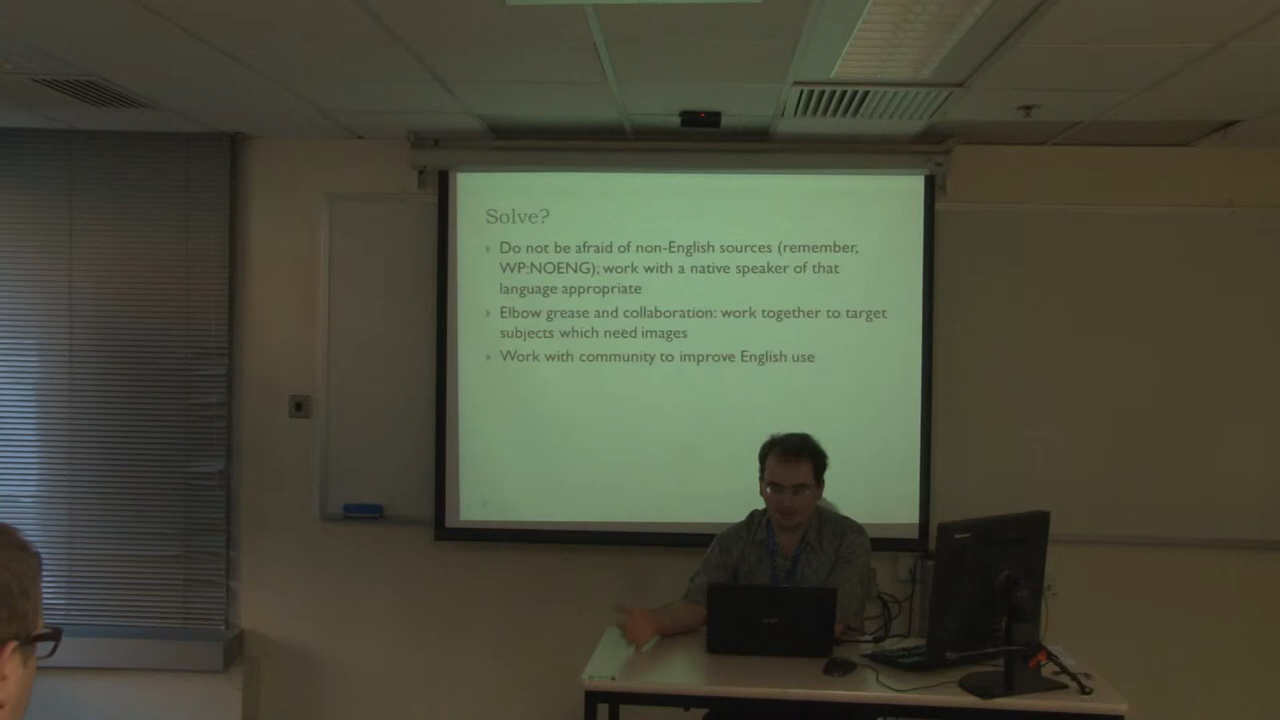 Solve?
Do not be afraid of non-English sources (remember,
WP:NOENG); work with a native speaker of that
language appropriate
Elbow grease and collaboration: work together to target
subjects which need images
Work with community to improve English use